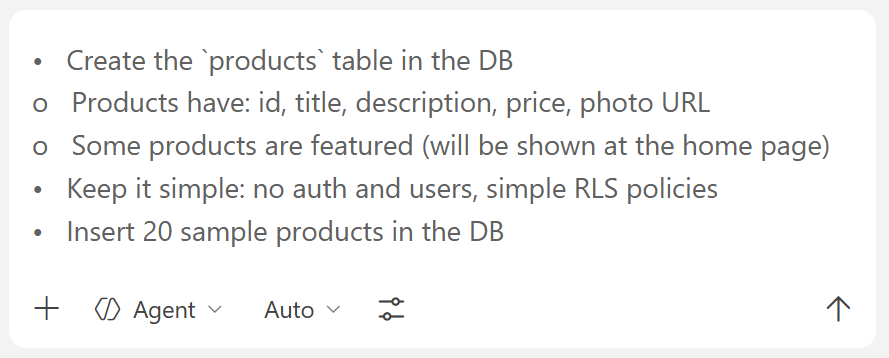 • Create the `products` table in the DB
o Products have: id, title, description, price, photo URL
o Some products are featured (will be shown at the home page)
• Keep it simple: no auth and users, simple RLS policies
• Insert 20 sample products in the DB
Agent Auto